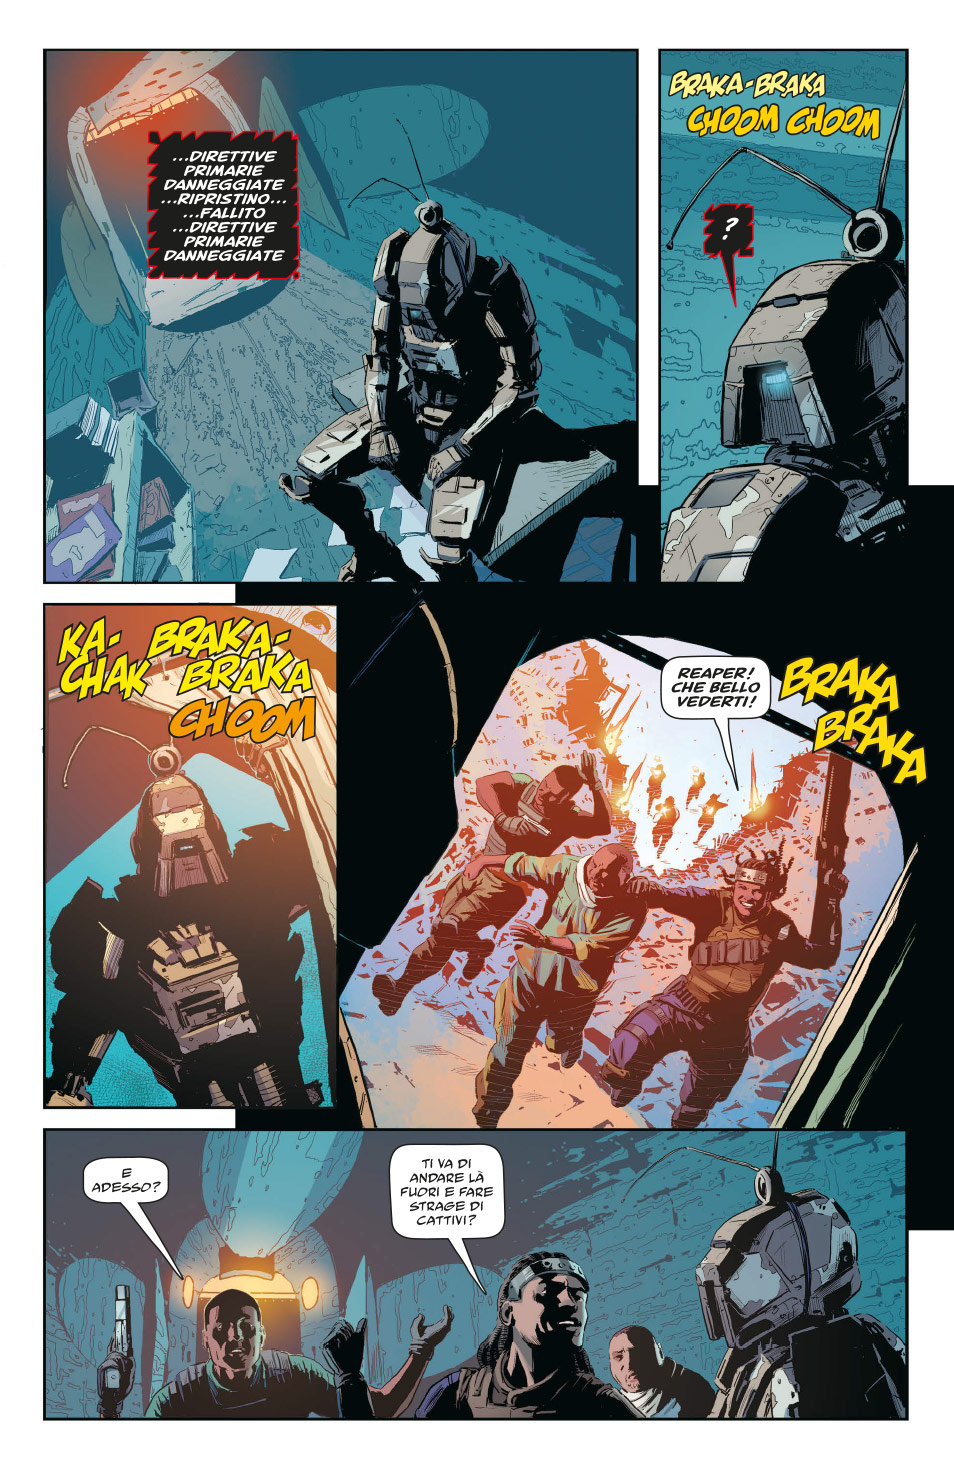 ...DIRETTIVE
PRIMARIE
DANNEGGIATE
...RIPRISTINO...
...FALLITO
...DIRETTIVE
PRIMARIE
DANNEGGIATE
BRAKA-BRAKA
CHOOM CHOOM
?
KA-
CHAK
BRAKA-
BRAKA
CHOOM
REAPER!
CHE BELLO
VEDERTI!
BRAKA
BRAKA
E
ADESSO?
TI VA DI
ANDARE LÀ
FUORI E FARE
STRAGE DI
CATTIVI?